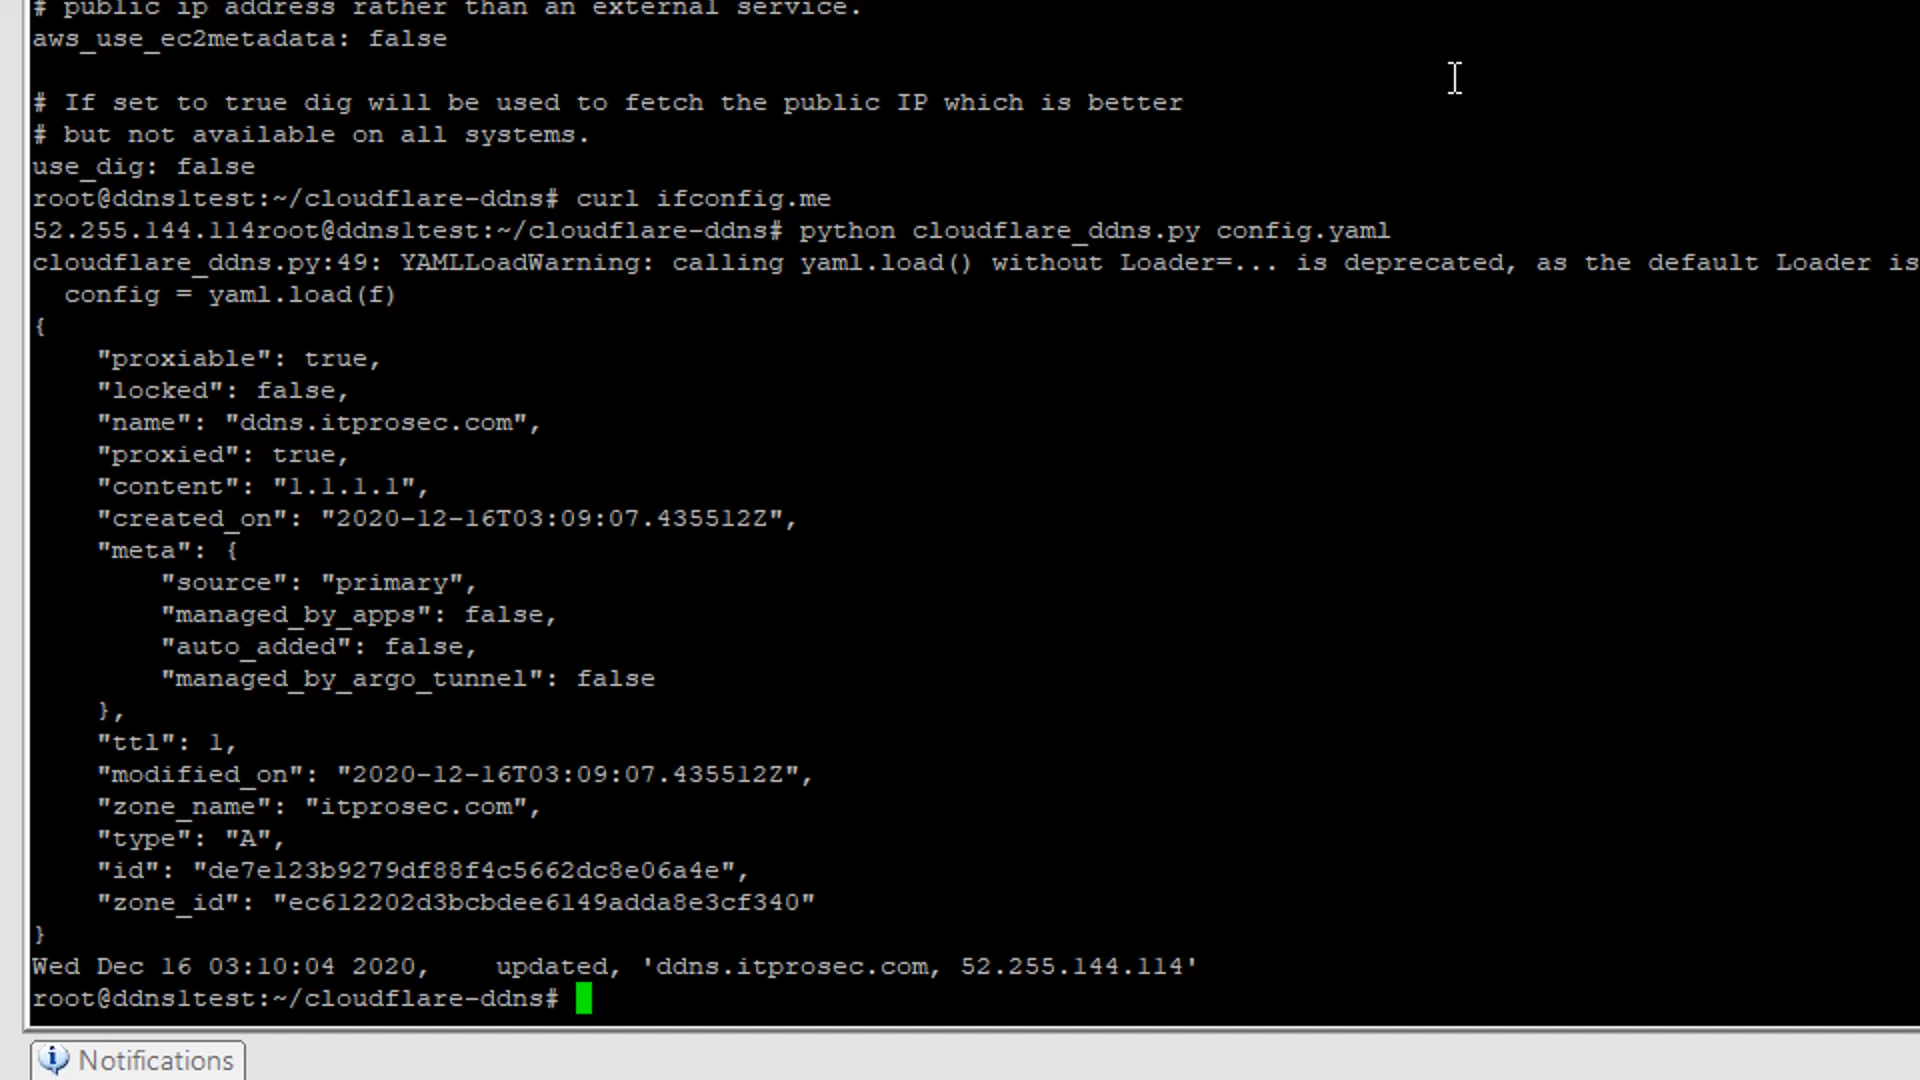 # public ip address rather than an external service.
aws_use_ec2metadata: false
# If set to true dig will be used to fetch the public IP which is better
# but not available on all systems.
use_dig: false
root@ddns1test:~/cloudflare-ddns# curl ifconfig.me
52.255.144.114root@ddns1test:~/cloudflare-ddns# python cloudflare_ddns.py config.yaml
cloudflare_ddns.py:49: YAMLLoadWarning: calling yaml.load() without Loader=... is deprecated, as the default Loader is
  config = yaml.load(f)
{
    "proxiable": true,
    "locked": false,
    "name": "ddns.itprosec.com",
    "proxied": true,
    "content": "1.1.1.1",
    "created_on": "2020-12-16T03:09:07.435512Z",
    "meta": {
        "source": "primary",
        "managed_by_apps": false,
        "auto_added": false,
        "managed_by_argo_tunnel": false
    },
    "ttl": 1,
    "modified_on": "2020-12-16T03:09:07.435512Z",
    "zone_name": "itprosec.com",
    "type": "A",
    "id": "de7e123b9279df88f4c5662dc8e06a4e",
    "zone_id": "ec612202d3bcbdee6149adda8e3cf340"
}
Wed Dec 16 03:10:04 2020,    updated, 'ddns.itprosec.com, 52.255.144.114'
root@ddns1test:~/cloudflare-ddns#
Notifications